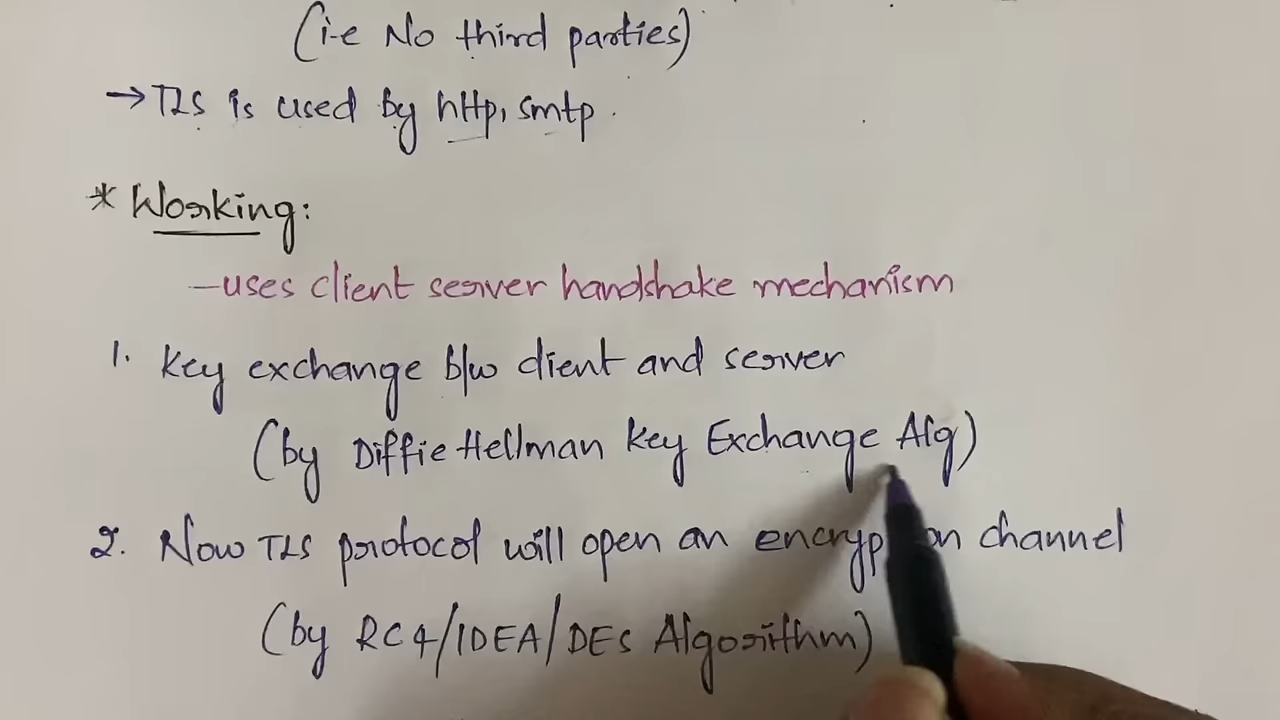 (i.e No third parties)
→ TLS is used by http, smtp.
* Working:
- uses client server handshake mechanism
1. Key exchange b/w client and server
(by Diffie Hellman Key Exchange Alg)
2. Now TLS protocol will open an encryption channel
(by RC4/IDEA/DES Algorithm)